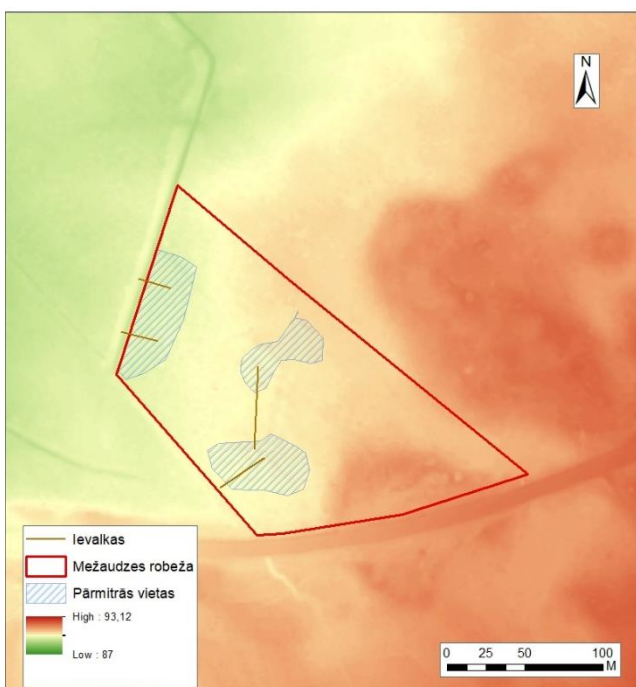 N
Ievalkas
Mežaudzes robeža
Pārmitrās vietas
High : 93,12
Low : 87
0 25 50 100
M